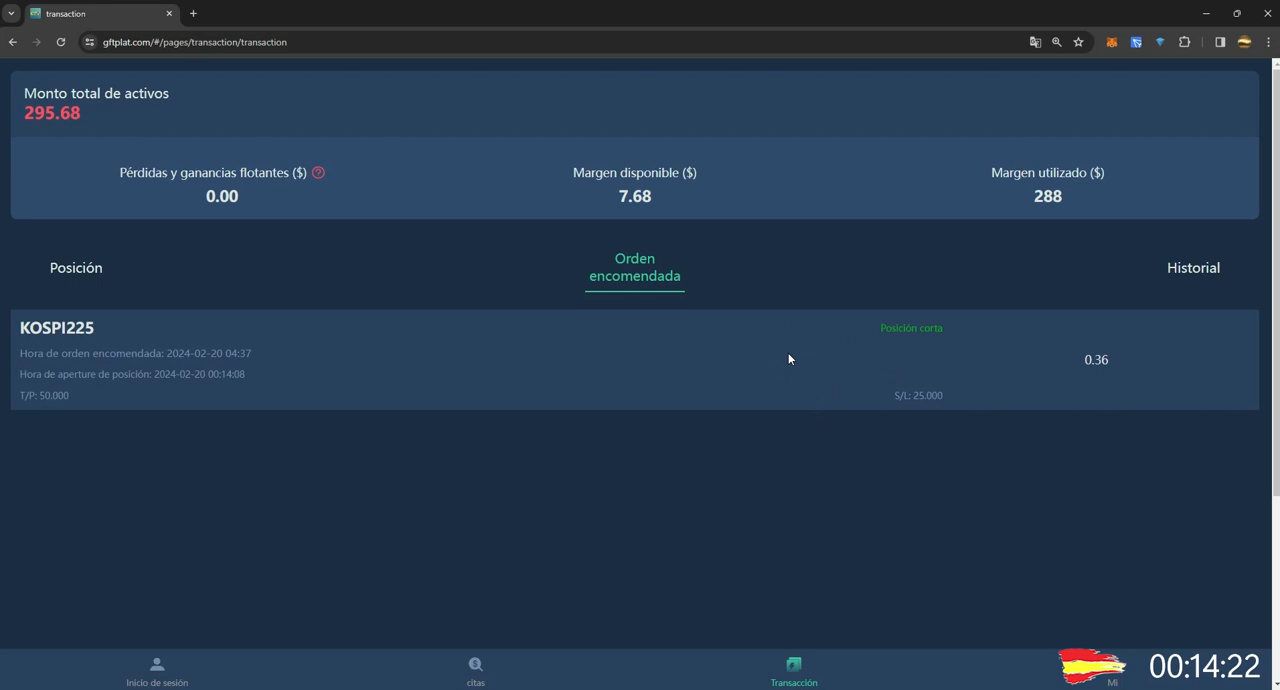 transaction
gftplat.com/#/pages/transaction/transaction
Monto total de activos
295.68
Pérdidas y ganancias flotantes ($)
0.00
Margen disponible ($)
7.68
Margen utilizado ($)
288
Posición
Orden
encomendada
Historial
KOSPI225
Posición corta
Hora de orden encomendada: 2024-02-20 04:37
0.36
Hora de aperture de posición: 2024-02-20 00:14:08
T/P: 50.000
S/L: 25.000
Inicio de sesión
citas
Transacción
Mi
00:14:22